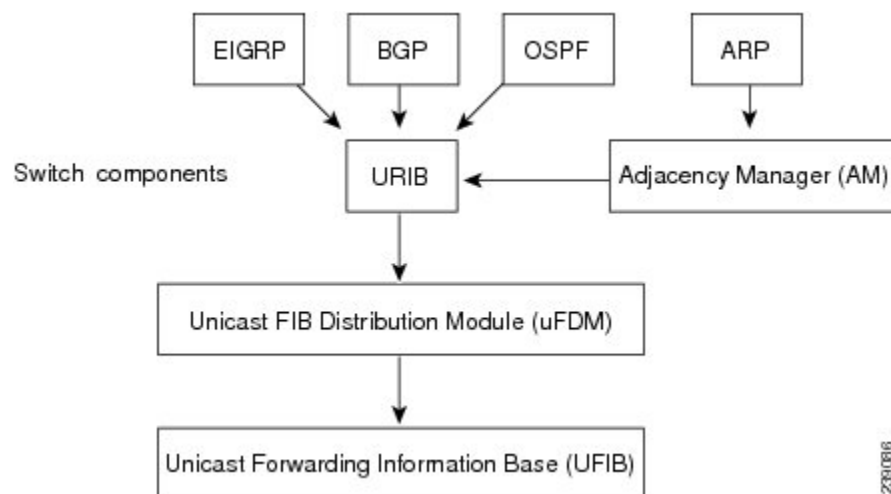 EIGRP
BGP
OSPF
ARP
Switch components
URIB
Adjacency Manager (AM)
Unicast FIB Distribution Module (uFDM)
Unicast Forwarding Information Base (UFIB)
239086